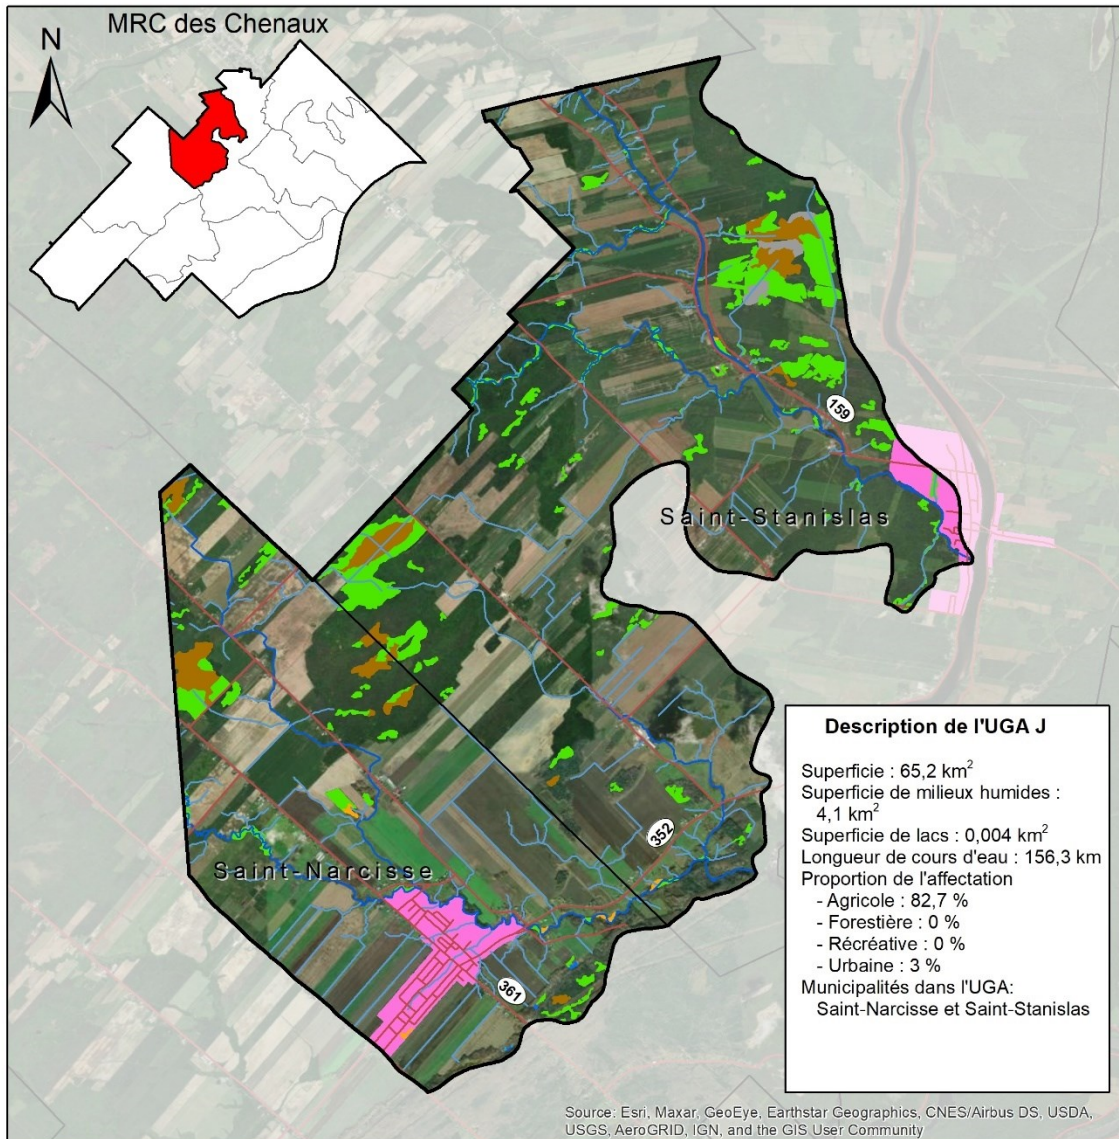 MRC des Chenaux
N
159
Saint-Stanislas
352
Saint-Narcisse
361
Description de l'UGA J
Superficie : 65,2 km²
Superficie de milieux humides :
4,1 km²
Superficie de lacs : 0,004 km²
Longueur de cours d'eau : 156,3 km
Proportion de l'affectation
- Agricole : 82,7 %
- Forestière : 0 %
- Récréative : 0 %
- Urbaine : 3 %
Municipalités dans l'UGA:
Saint-Narcisse et Saint-Stanislas
Source: Esri, Maxar, GeoEye, Earthstar Geographics, CNES/Airbus DS, USDA,
USGS, AeroGRID, IGN, and the GIS User Community